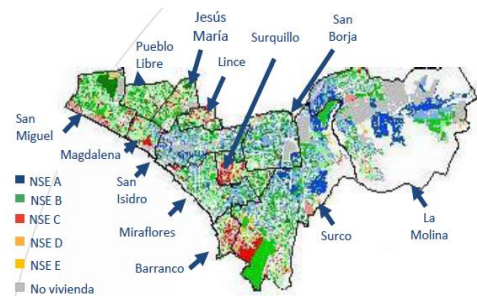 Jesús
María
San
Borja
Pueblo
Libre
Surquillo
Lince
San
Miguel
Magdalena
San
Isidro
NSE A
NSE B
NSE C
NSE D
NSE E
No vivienda
Miraflores
Barranco
Surco
La
Molina